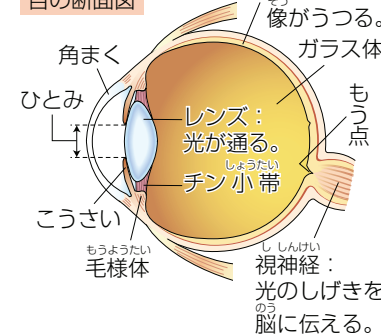 目の断面図
像がうつる。
そう
角まく
ガラス体
ひとみ
もう点
レンズ：
光が通る。
しょうたい
チン小帯
こうさい
もうようたい
毛様体
ししんけい
視神経：
光のしげきを
のう
脳に伝える。